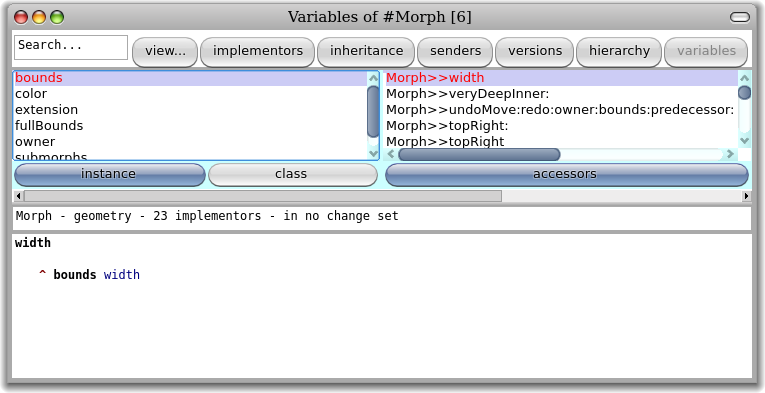 Variables of #Morph [6]
Search...
view...
implementors
inheritance
senders
versions
hierarchy
variables
bounds
color
extension
fullBounds
owner
submorphs
Morph>>width
Morph>>veryDeepInner:
Morph>>undoMove:redo:owner:bounds:predecessor:
Morph>>topRight:
Morph>>topRight
instance
class
accessors
Morph - geometry - 23 implementors - in no change set
width
^ bounds width